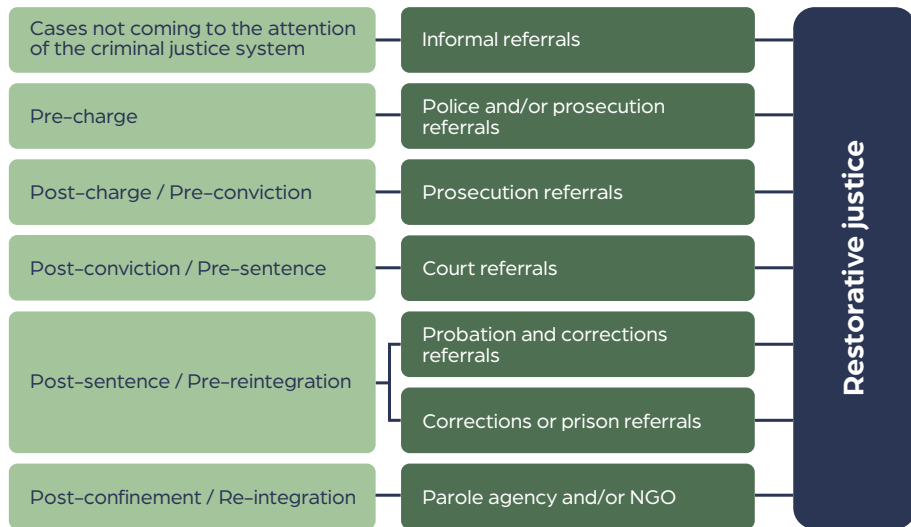 Cases not coming to the attention
of the criminal justice system
Informal referrals
Pre-charge
Police and/or prosecution
referrals
Post-charge / Pre-conviction
Prosecution referrals
Post-conviction / Pre-sentence
Court referrals
Post-sentence / Pre-reintegration
Probation and corrections
referrals
Corrections or prison referrals
Post-confinement / Re-integration
Parole agency and/or NGO
Restorative justice